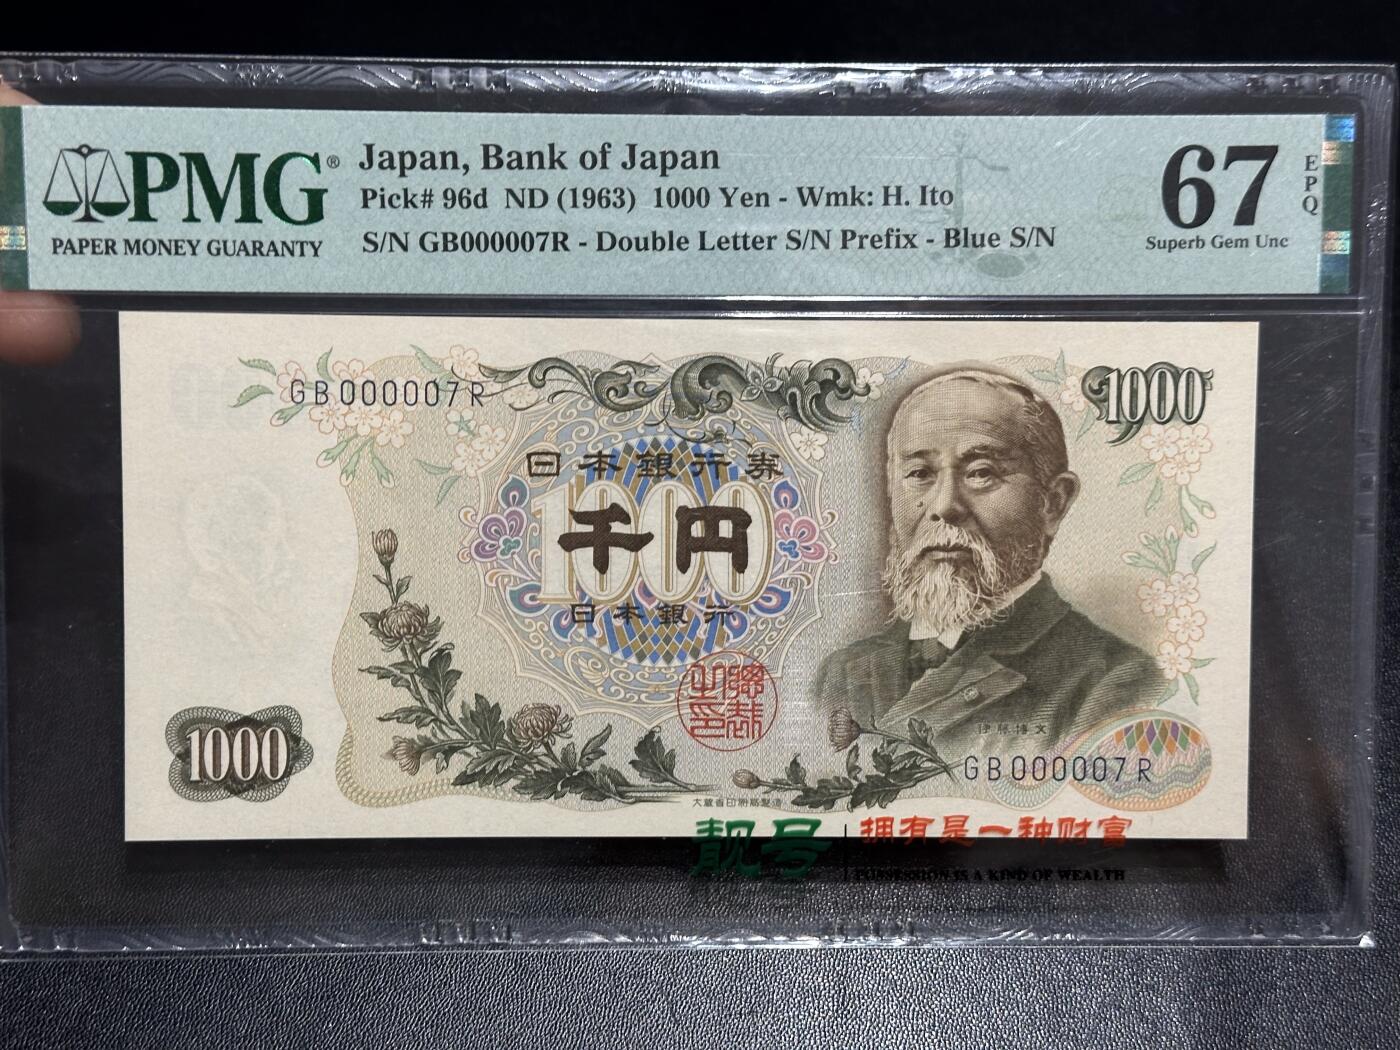 PMG®
PAPER MONEY GUARANTY
Japan, Bank of Japan
Pick# 96d ND (1963) 1000 Yen - Wmk: H. Ito
S/N GB000007R - Double Letter S/N Prefix - Blue S/N
67
EPQ
Superb Gem Unc
GB000007R
1000
日本銀行券
1000
千円
日本銀行
伊藤博文
GB000007R
1000
大蔵省印刷局製造
靓号
拥有是一种财富
POSSESSION IS A KIND OF WEALTH